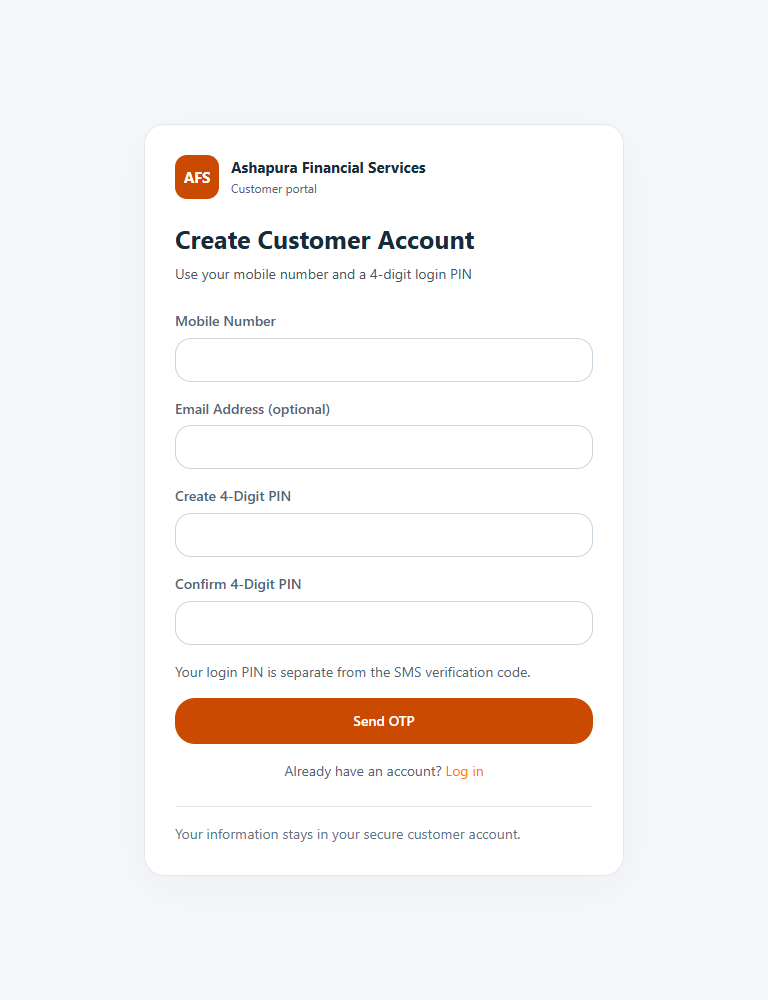 AFS
Ashapura Financial Services
Customer portal
Create Customer Account
Use your mobile number and a 4-digit login PIN
Mobile Number
Email Address (optional)
Create 4-Digit PIN
Confirm 4-Digit PIN
Your login PIN is separate from the SMS verification code.
Send OTP
Already have an account? Log in
Your information stays in your secure customer account.